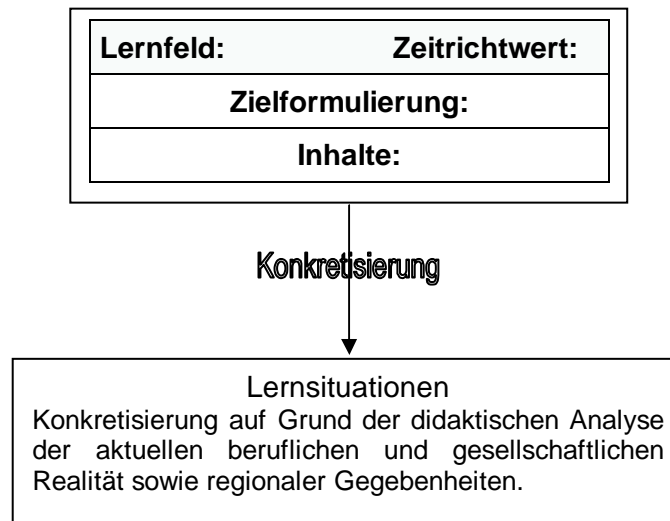 Lernfeld: Zeitrichtwert:
Zielformulierung:
Inhalte:
Konkretisierung
Lernsituationen
Konkretisierung auf Grund der didaktischen Analyse
der aktuellen beruflichen und gesellschaftlichen
Realität sowie regionaler Gegebenheiten.